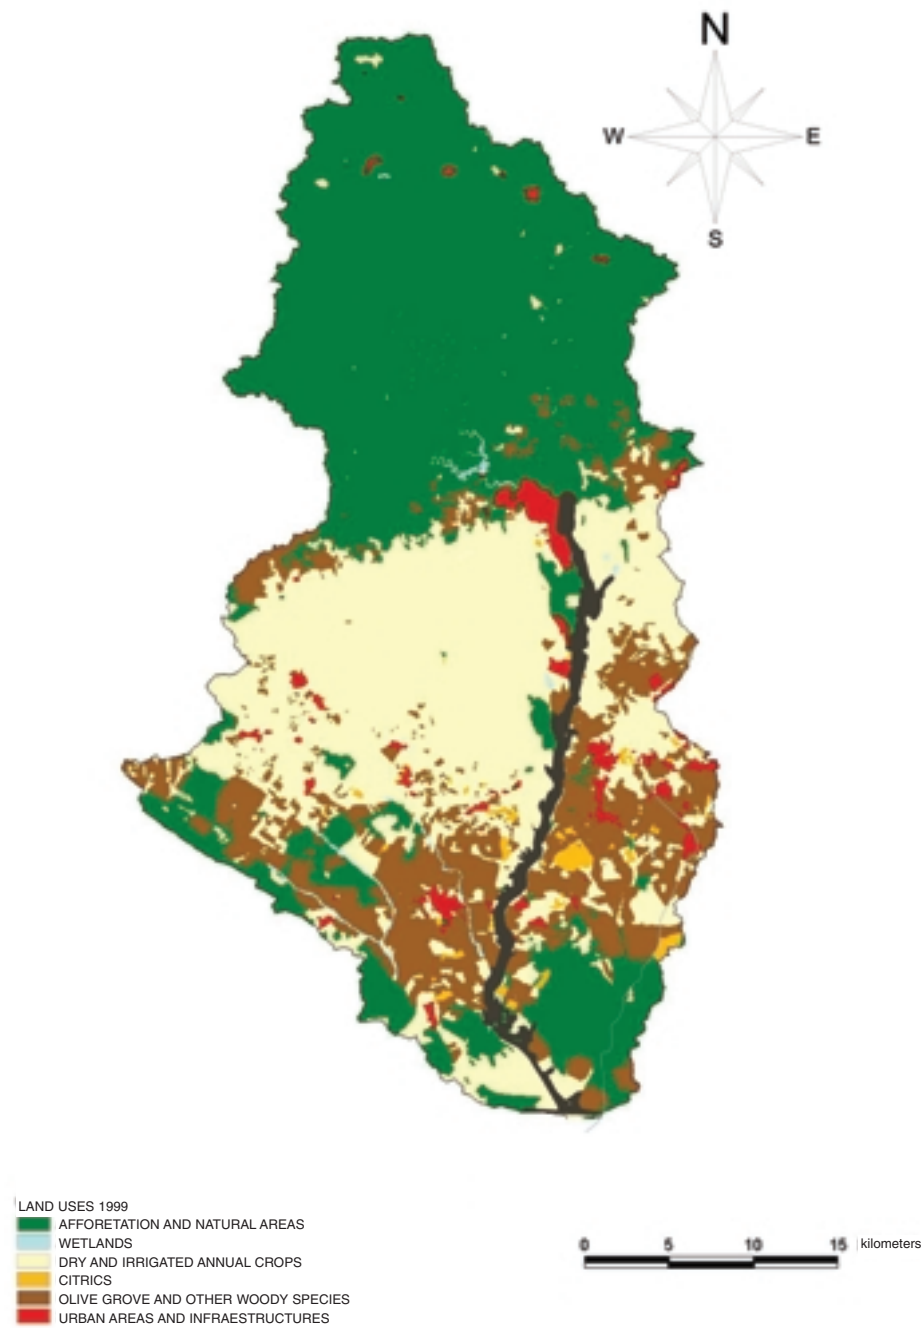 N
W E
S
LAND USES 1999
AFFORETATION AND NATURAL AREAS
WETLANDS
DRY AND IRRIGATED ANNUAL CROPS
CITRICS
OLIVE GROVE AND OTHER WOODY SPECIES
URBAN AREAS AND INFRAESTRUCTURES
0 5 10 15 kilometers